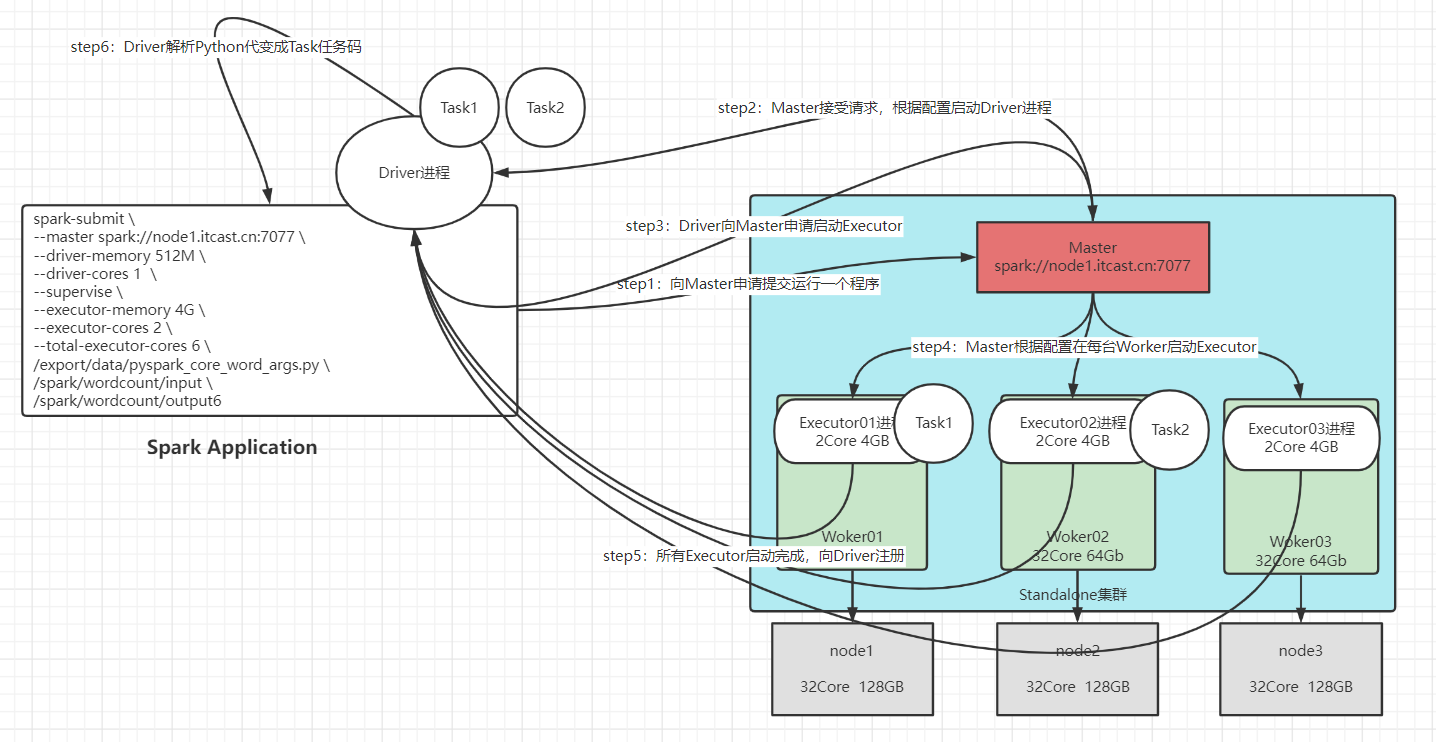 step6：Driver解析Python代变成Task任务码
Task1
Task2
step2：Master接受请求，根据配置启动Driver进程
Driver进程
spark-submit \
--master spark://node1.itcast.cn:7077 \
--driver-memory 512M \
--driver-cores 1 \
--supervise \
--executor-memory 4G \
--executor-cores 2 \
--total-executor-cores 6 \
/export/data/pyspark_core_word_args.py \
/spark/wordcount/input \
/spark/wordcount/output6
Spark Application
step3：Driver向Master申请启动Executor
step1：向Master申请提交运行一个程序
Master
spark://node1.itcast.cn:7077
step4：Master根据配置在每台Worker启动Executor
Executor01进程
2Core 4GB
Task1
Executor02进程
2Core 4GB
Task2
Executor03进程
2Core 4GB
step5：所有Executor启动完成，向Driver注册
Woker01
Woker02
32Core 64Gb
Woker03
32Core 64Gb
Standalone集群
node1
32Core 128GB
node2
32Core 128GB
node3
32Core 128GB